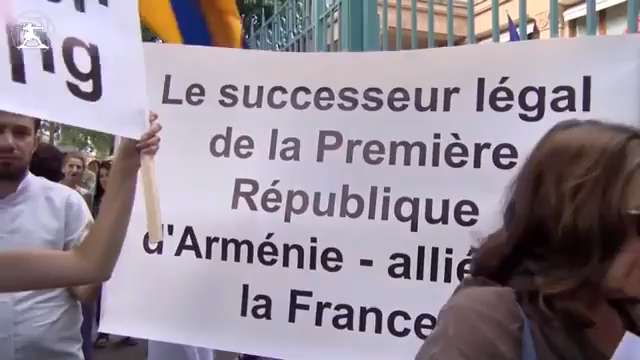 ng
Le successeur légal
de la Première
République
d'Arménie - allié
la France